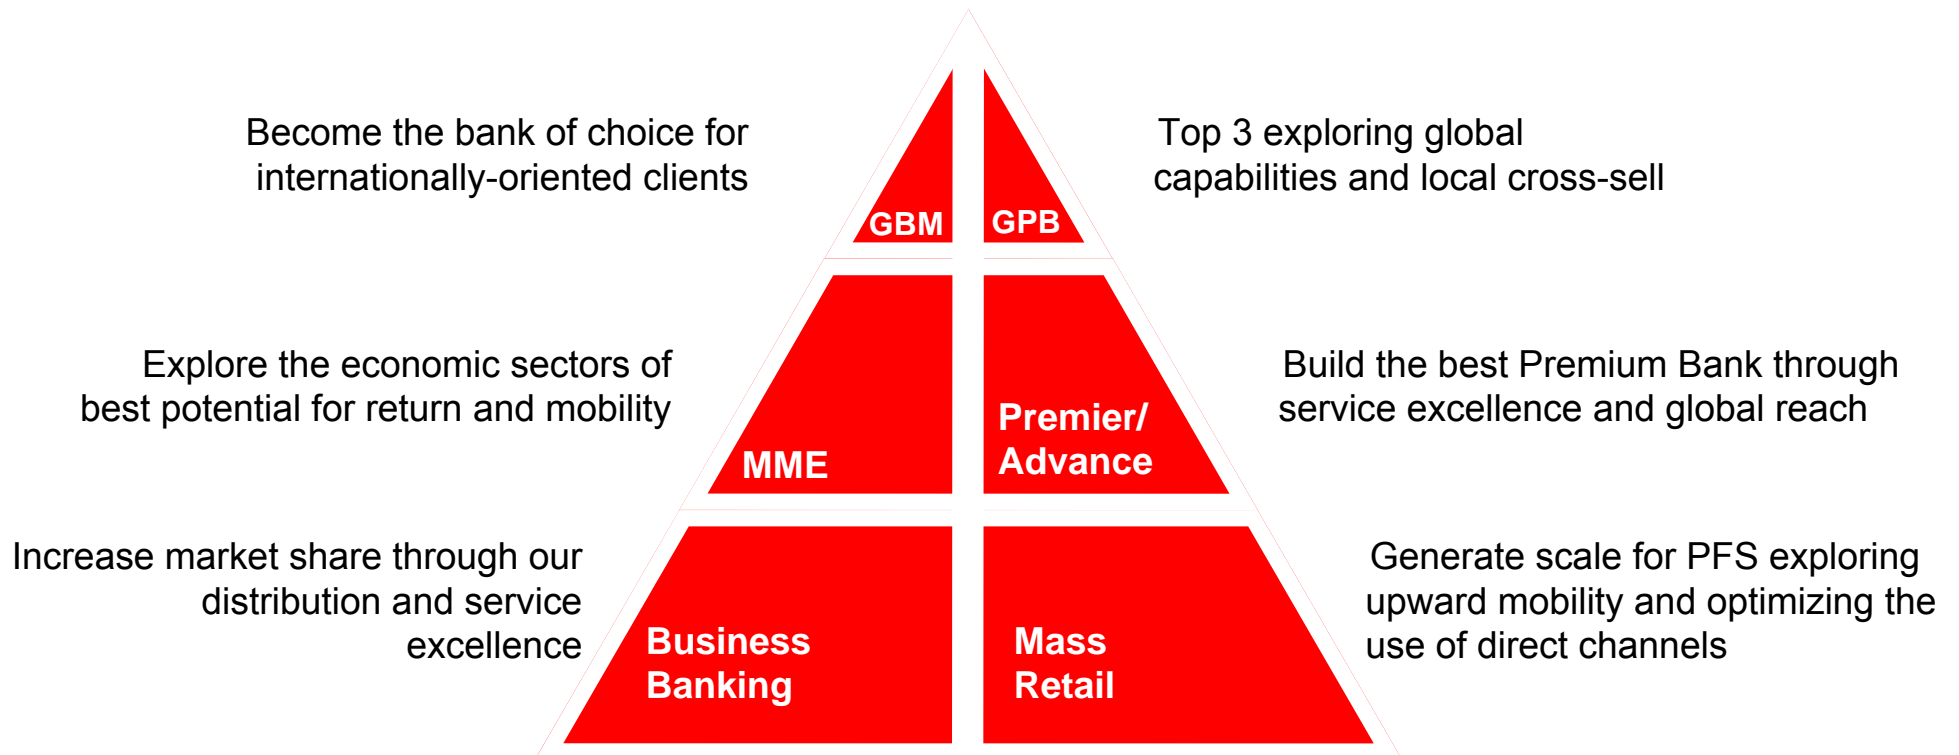 Become the bank of choice for
internationally-oriented clients
GBM
GPB
Top 3 exploring global
capabilities and local cross-sell
Explore the economic sectors of
best potential for return and mobility
MME
Premier/
Advance
Build the best Premium Bank through
service excellence and global reach
Increase market share through our
distribution and service
excellence
Business
Banking
Mass
Retail
Generate scale for PFS exploring
upward mobility and optimizing the
use of direct channels